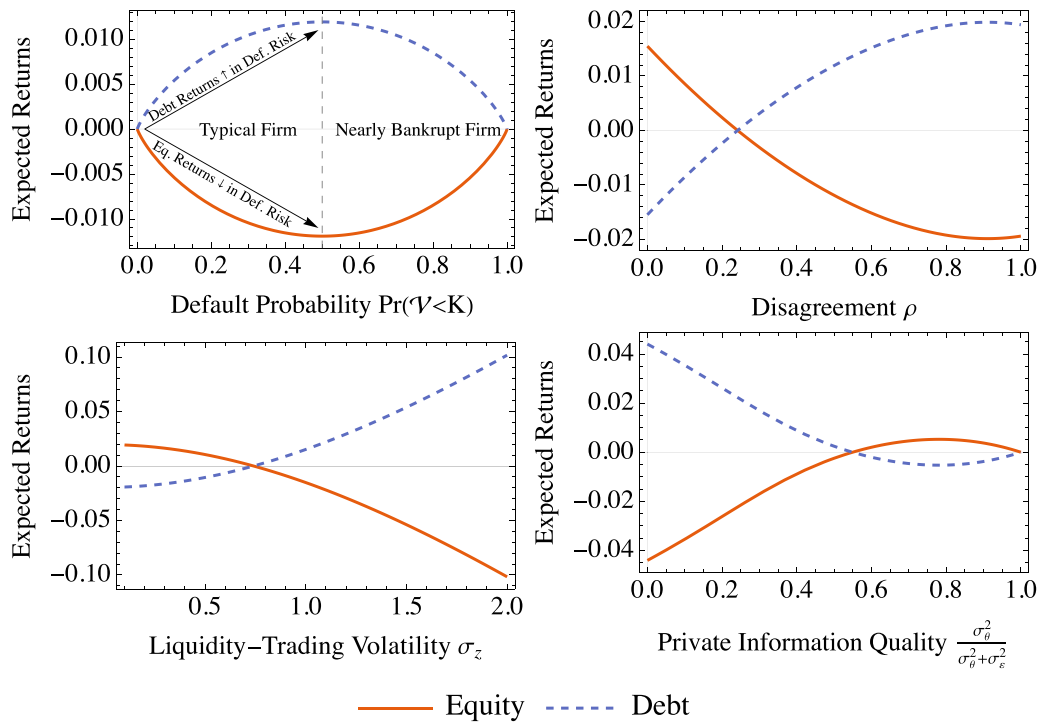 Expected Returns
0.010
0.005
0.000
−0.005
−0.010
Debt Returns ↑ in Def. Risk
Eq. Returns ↓ in Def. Risk
Typical Firm
Nearly Bankrupt Firm
0.0 0.2 0.4 0.6 0.8 1.0
Default Probability Pr(𝒱<K)
Expected Returns
0.02
0.01
0.00
−0.01
−0.02
0.0 0.2 0.4 0.6 0.8 1.0
Disagreement ρ
Expected Returns
0.10
0.05
0.00
−0.05
−0.10
0.5 1.0 1.5 2.0
Liquidity−Trading Volatility σ_z
Expected Returns
0.04
0.02
0.00
−0.02
−0.04
0.0 0.2 0.4 0.6 0.8 1.0
Private Information Quality σ_θ²/(σ_θ²+σ_ε²)
Equity Debt